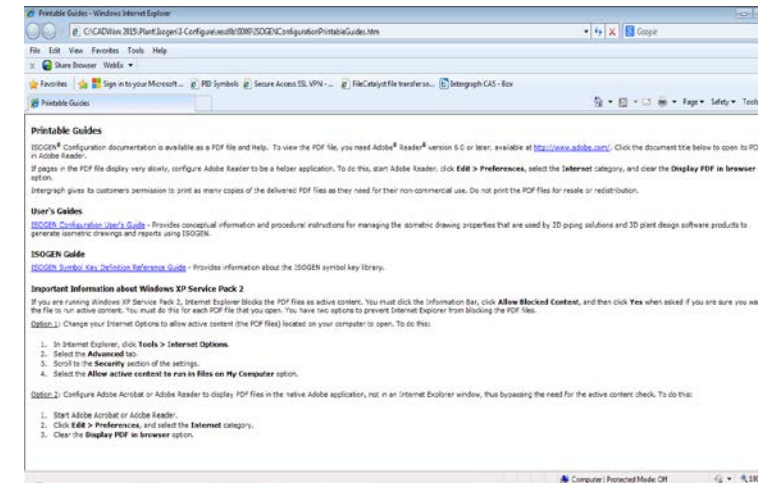 Printable Guides - Windows Internet Explorer
C:\CADWorx 2015\Plant\Isogen\3-Configure\resdlls\0009\ISOGENConfigurationPrintableGuides.htm
Google
File Edit View Favorites Tools Help
x Browser WebEx
Favorites Sign in to your Microsoft... PID Symbols Secure Access SSL VPN - ... FileCatalyst file transfer so... Intergraph CAS - Box
Printable Guides
Page Safety Tools
Printable Guides
ISOGEN® Configuration documentation is available as a PDF file and Help. To view the PDF file, you need Adobe® Reader® version 6.0 or later, available at http://www.adobe.com/. Click the document title below to open its PD
in Adobe Reader.
If pages in the PDF file display very slowly, configure Adobe Reader to be a helper application. To do this, start Adobe Reader, click Edit > Preferences, select the Internet category, and clear the Display PDF in browser
option.
Intergraph gives its customers permission to print as many copies of the delivered PDF files as they need for their non-commercial use. Do not print the PDF files for resale or redistribution.
User's Guides
ISOGEN Configuration User's Guide - Provides conceptual information and procedural instructions for managing the isometric drawing properties that are used by 2D piping solutions and 3D plant design software products to
generate isometric drawings and reports using ISOGEN.
ISOGEN Guide
ISOGEN Symbol Key Definition Reference Guide - Provides information about the ISOGEN symbol key library.
Important Information about Windows XP Service Pack 2
If you are running Windows XP Service Pack 2, Internet Explorer blocks the PDF files as active content. You must click the Information Bar, click Allow Blocked Content, and then click Yes when asked if you are sure you wa
the file to run active content. You must do this for each PDF file that you open. You have two options to prevent Internet Explorer from blocking the PDF files.
Option 1: Change your Internet Options to allow active content (the PDF files) located on your computer to open. To do this:
1. In Internet Explorer, click Tools > Internet Options.
2. Select the Advanced tab.
3. Scroll to the Security section of the settings.
4. Select the Allow active content to run in files on My Computer option.
Option 2: Configure Adobe Acrobat or Adobe Reader to display PDF files in the native Adobe application, not in an Internet Explorer window, thus bypassing the need for the active content check. To do this:
1. Start Adobe Acrobat or Adobe Reader.
2. Click Edit > Preferences, and select the Internet category.
3. Clear the Display PDF in browser option.
Computer | Protected Mode: Off